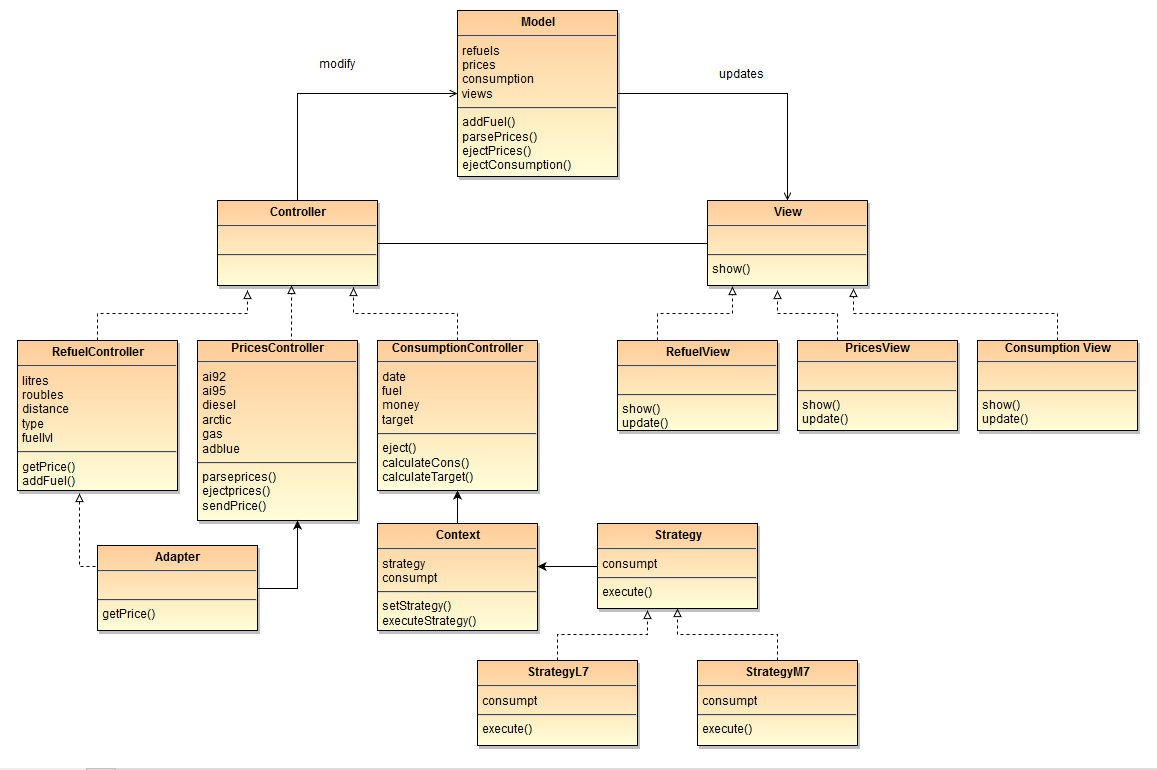 Model
refuels
prices
consumption
views
addFuel()
parsePrices()
ejectPrices()
ejectConsumption()
modify
updates
Controller
View
show()
RefuelController
litres
roubles
distance
type
fuellvl
getPrice()
addFuel()
PricesController
ai92
ai95
diesel
arctic
gas
adblue
parseprices()
ejectprices()
sendPrice()
ConsumptionController
date
fuel
money
target
eject()
calculateCons()
calculateTarget()
RefuelView
show()
update()
PricesView
show()
update()
Consumption View
show()
update()
Adapter
getPrice()
Context
strategy
consumpt
setStrategy()
executeStrategy()
Strategy
consumpt
execute()
StrategyL7
consumpt
execute()
StrategyM7
consumpt
execute()